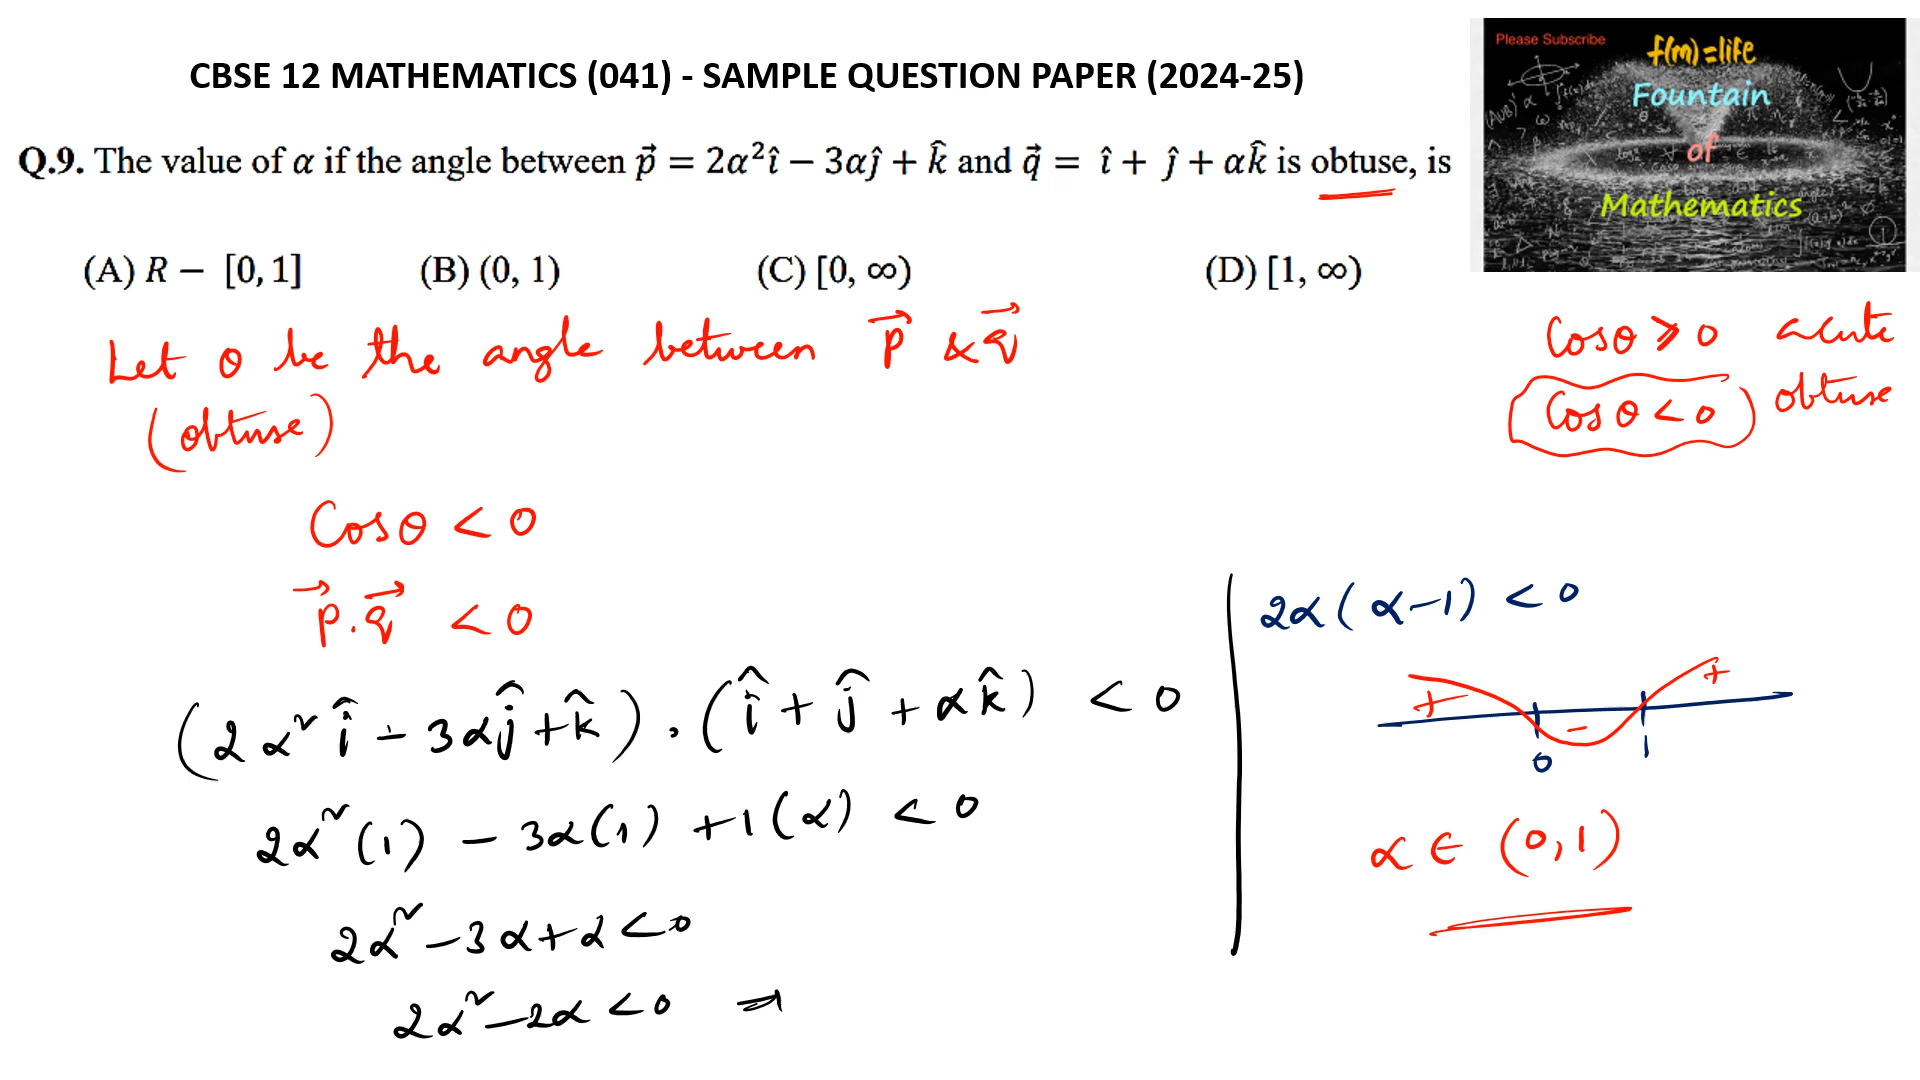 CBSE 12 MATHEMATICS (041) - SAMPLE QUESTION PAPER (2024-25)
Please Subscribe
f(m)=life
Fountain
of
Mathematics
Q.9. The value of α if the angle between p⃗ = 2α²î − 3αĵ + k̂ and q⃗ = î + ĵ + αk̂ is obtuse, is
(A) R − [0, 1] (B) (0, 1) (C) [0, ∞) (D) [1, ∞)
Let θ be the angle between p⃗ & q⃗
(obtuse)
Cosθ ≥ 0 acute
Cosθ < 0 obtuse
Cosθ < 0
p⃗.q⃗ < 0
(2α² î − 3αĵ + k̂) . (î + ĵ + αk̂) < 0
2α²(1) − 3α(1) + 1(α) < 0
2α² − 3α + α < 0
2α² − 2α < 0 ⇒
2α(α−1) < 0
+ − +
0 1
α ∈ (0,1)